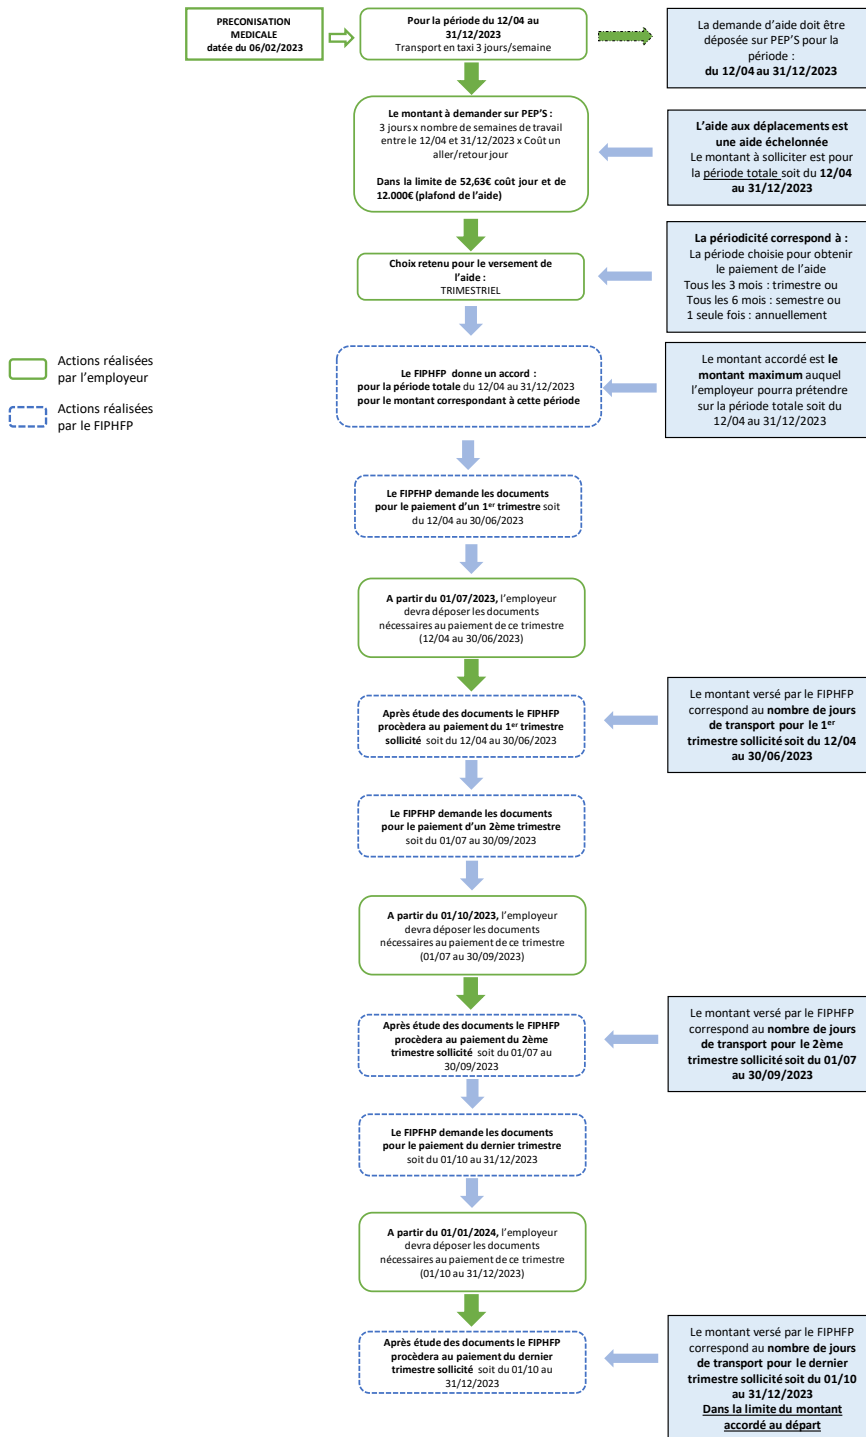 PRECONISATION
MEDICALE
datée du 06/02/2023
Pour la période du 12/04 au
31/12/2023
Transport en taxi 3 jours/semaine
La demande d’aide doit être
déposée sur PEP’S pour la
période :
du 12/04 au 31/12/2023
Le montant à demander sur PEP’S :
3 jours x nombre de semaines de travail
entre le 12/04 et 31/12/2023 x Coût un
aller/retour jour
Dans la limite de 52,63€ coût jour et de
12.000€ (plafond de l’aide)
L’aide aux déplacements est
une aide échelonnée
Le montant à solliciter est pour
la période totale soit du 12/04
au 31/12/2023
Choix retenu pour le versement de
l’aide :
TRIMESTRIEL
La périodicité correspond à :
La période choisie pour obtenir
le paiement de l’aide
Tous les 3 mois : trimestre ou
Tous les 6 mois : semestre ou
1 seule fois : annuellement
Actions réalisées
par l’employeur
Actions réalisées
par le FIPHFP
Le FIPHFP donne un accord :
pour la période totale du 12/04 au 31/12/2023
pour le montant correspondant à cette période
Le montant accordé est le
montant maximum auquel
l’employeur pourra prétendre
sur la période totale soit du
12/04 au 31/12/2023
Le FIPFHP demande les documents
pour le paiement d’un 1er trimestre soit
du 12/04 au 30/06/2023
A partir du 01/07/2023, l’employeur
devra déposer les documents
nécessaires au paiement de ce trimestre
(12/04 au 30/06/2023)
Après étude des documents le FIPHFP
procèdera au paiement du 1er trimestre
sollicité soit du 12/04 au 30/06/2023
Le montant versé par le FIPHFP
correspond au nombre de jours
de transport pour le 1er
trimestre sollicité soit du 12/04
au 30/06/2023
Le FIPFHP demande les documents
pour le paiement d’un 2ème trimestre
soit du 01/07 au 30/09/2023
A partir du 01/10/2023, l’employeur
devra déposer les documents
nécessaires au paiement de ce trimestre
(01/07 au 30/09/2023)
Après étude des documents le FIPHFP
procèdera au paiement du 2ème
trimestre sollicité soit du 01/07 au
30/09/2023
Le montant versé par le FIPHFP
correspond au nombre de jours
de transport pour le 2ème
trimestre sollicité soit du 01/07
au 30/09/2023
Le FIPFHP demande les documents
pour le paiement du dernier trimestre
soit du 01/10 au 31/12/2023
A partir du 01/01/2024, l’employeur
devra déposer les documents
nécessaires au paiement de ce trimestre
(01/10 au 31/12/2023)
Après étude des documents le FIPHFP
procèdera au paiement du dernier
trimestre sollicité soit du 01/10 au
31/12/2023
Le montant versé par le FIPHFP
correspond au nombre de jours
de transport pour le dernier
trimestre sollicité soit du 01/10
au 31/12/2023
Dans la limite du montant
accordé au départ